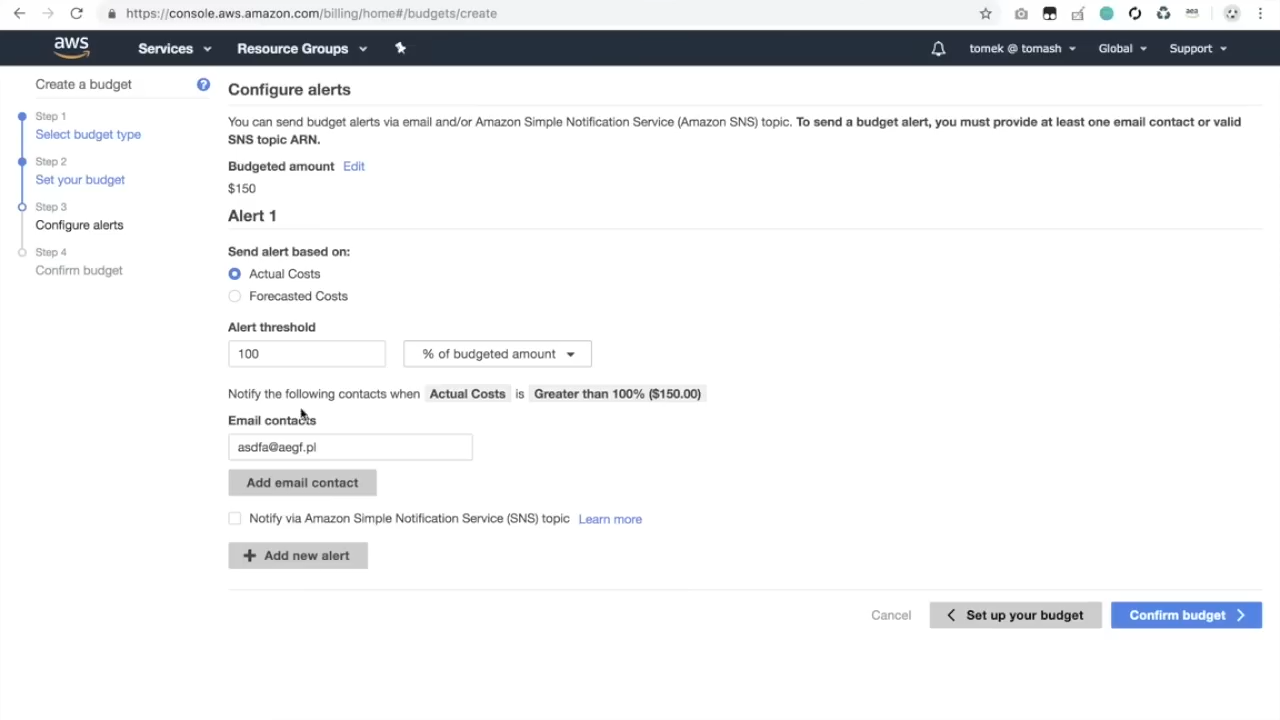 https://console.aws.amazon.com/billing/home#/budgets/create
aws
Services
Resource Groups
tomek @ tomash
Global
Support
Create a budget
?
Step 1
Select budget type
Step 2
Set your budget
Step 3
Configure alerts
Step 4
Confirm budget
Configure alerts
You can send budget alerts via email and/or Amazon Simple Notification Service (Amazon SNS) topic. To send a budget alert, you must provide at least one email contact or valid
SNS topic ARN.
Budgeted amount Edit
$150
Alert 1
Send alert based on:
Actual Costs
Forecasted Costs
Alert threshold
100
% of budgeted amount
Notify the following contacts when Actual Costs is Greater than 100% ($150.00)
Email contacts
asdfa@aegf.pl
Add email contact
Notify via Amazon Simple Notification Service (SNS) topic Learn more
Add new alert
Cancel
Set up your budget
Confirm budget